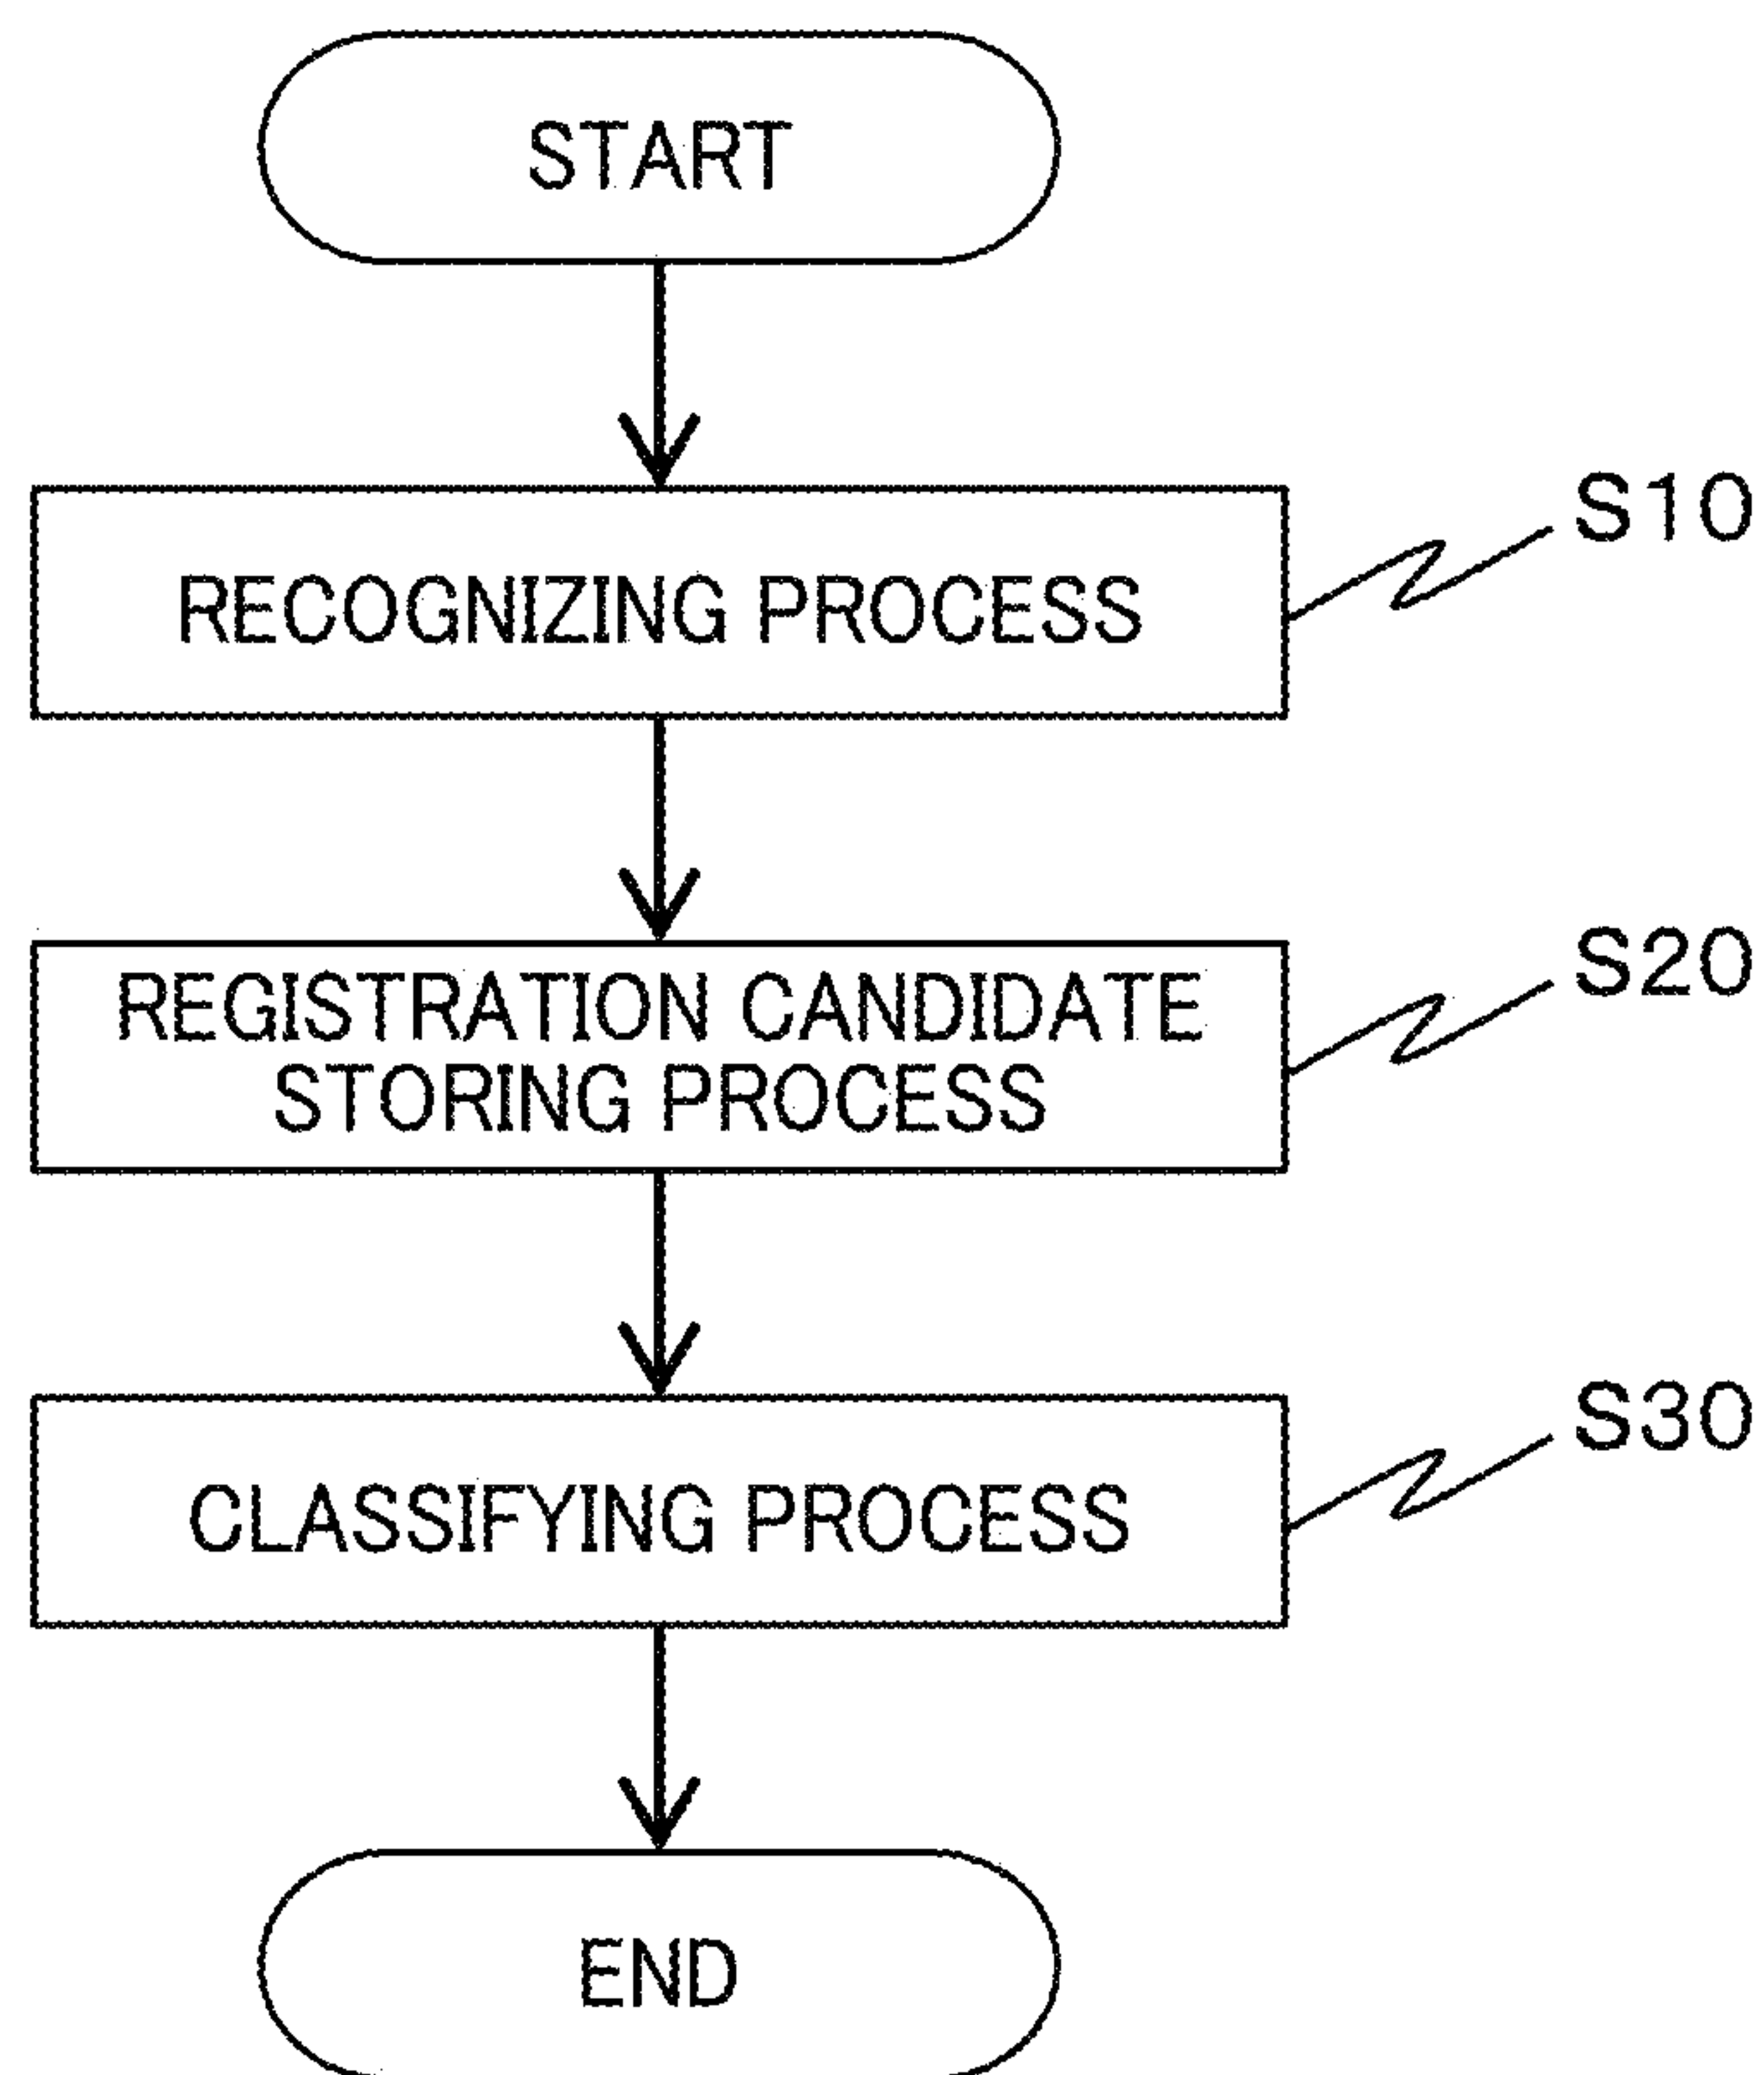 START
S10
RECOGNIZING PROCESS
S20
REGISTRATION CANDIDATE
STORING PROCESS
S30
CLASSIFYING PROCESS
END